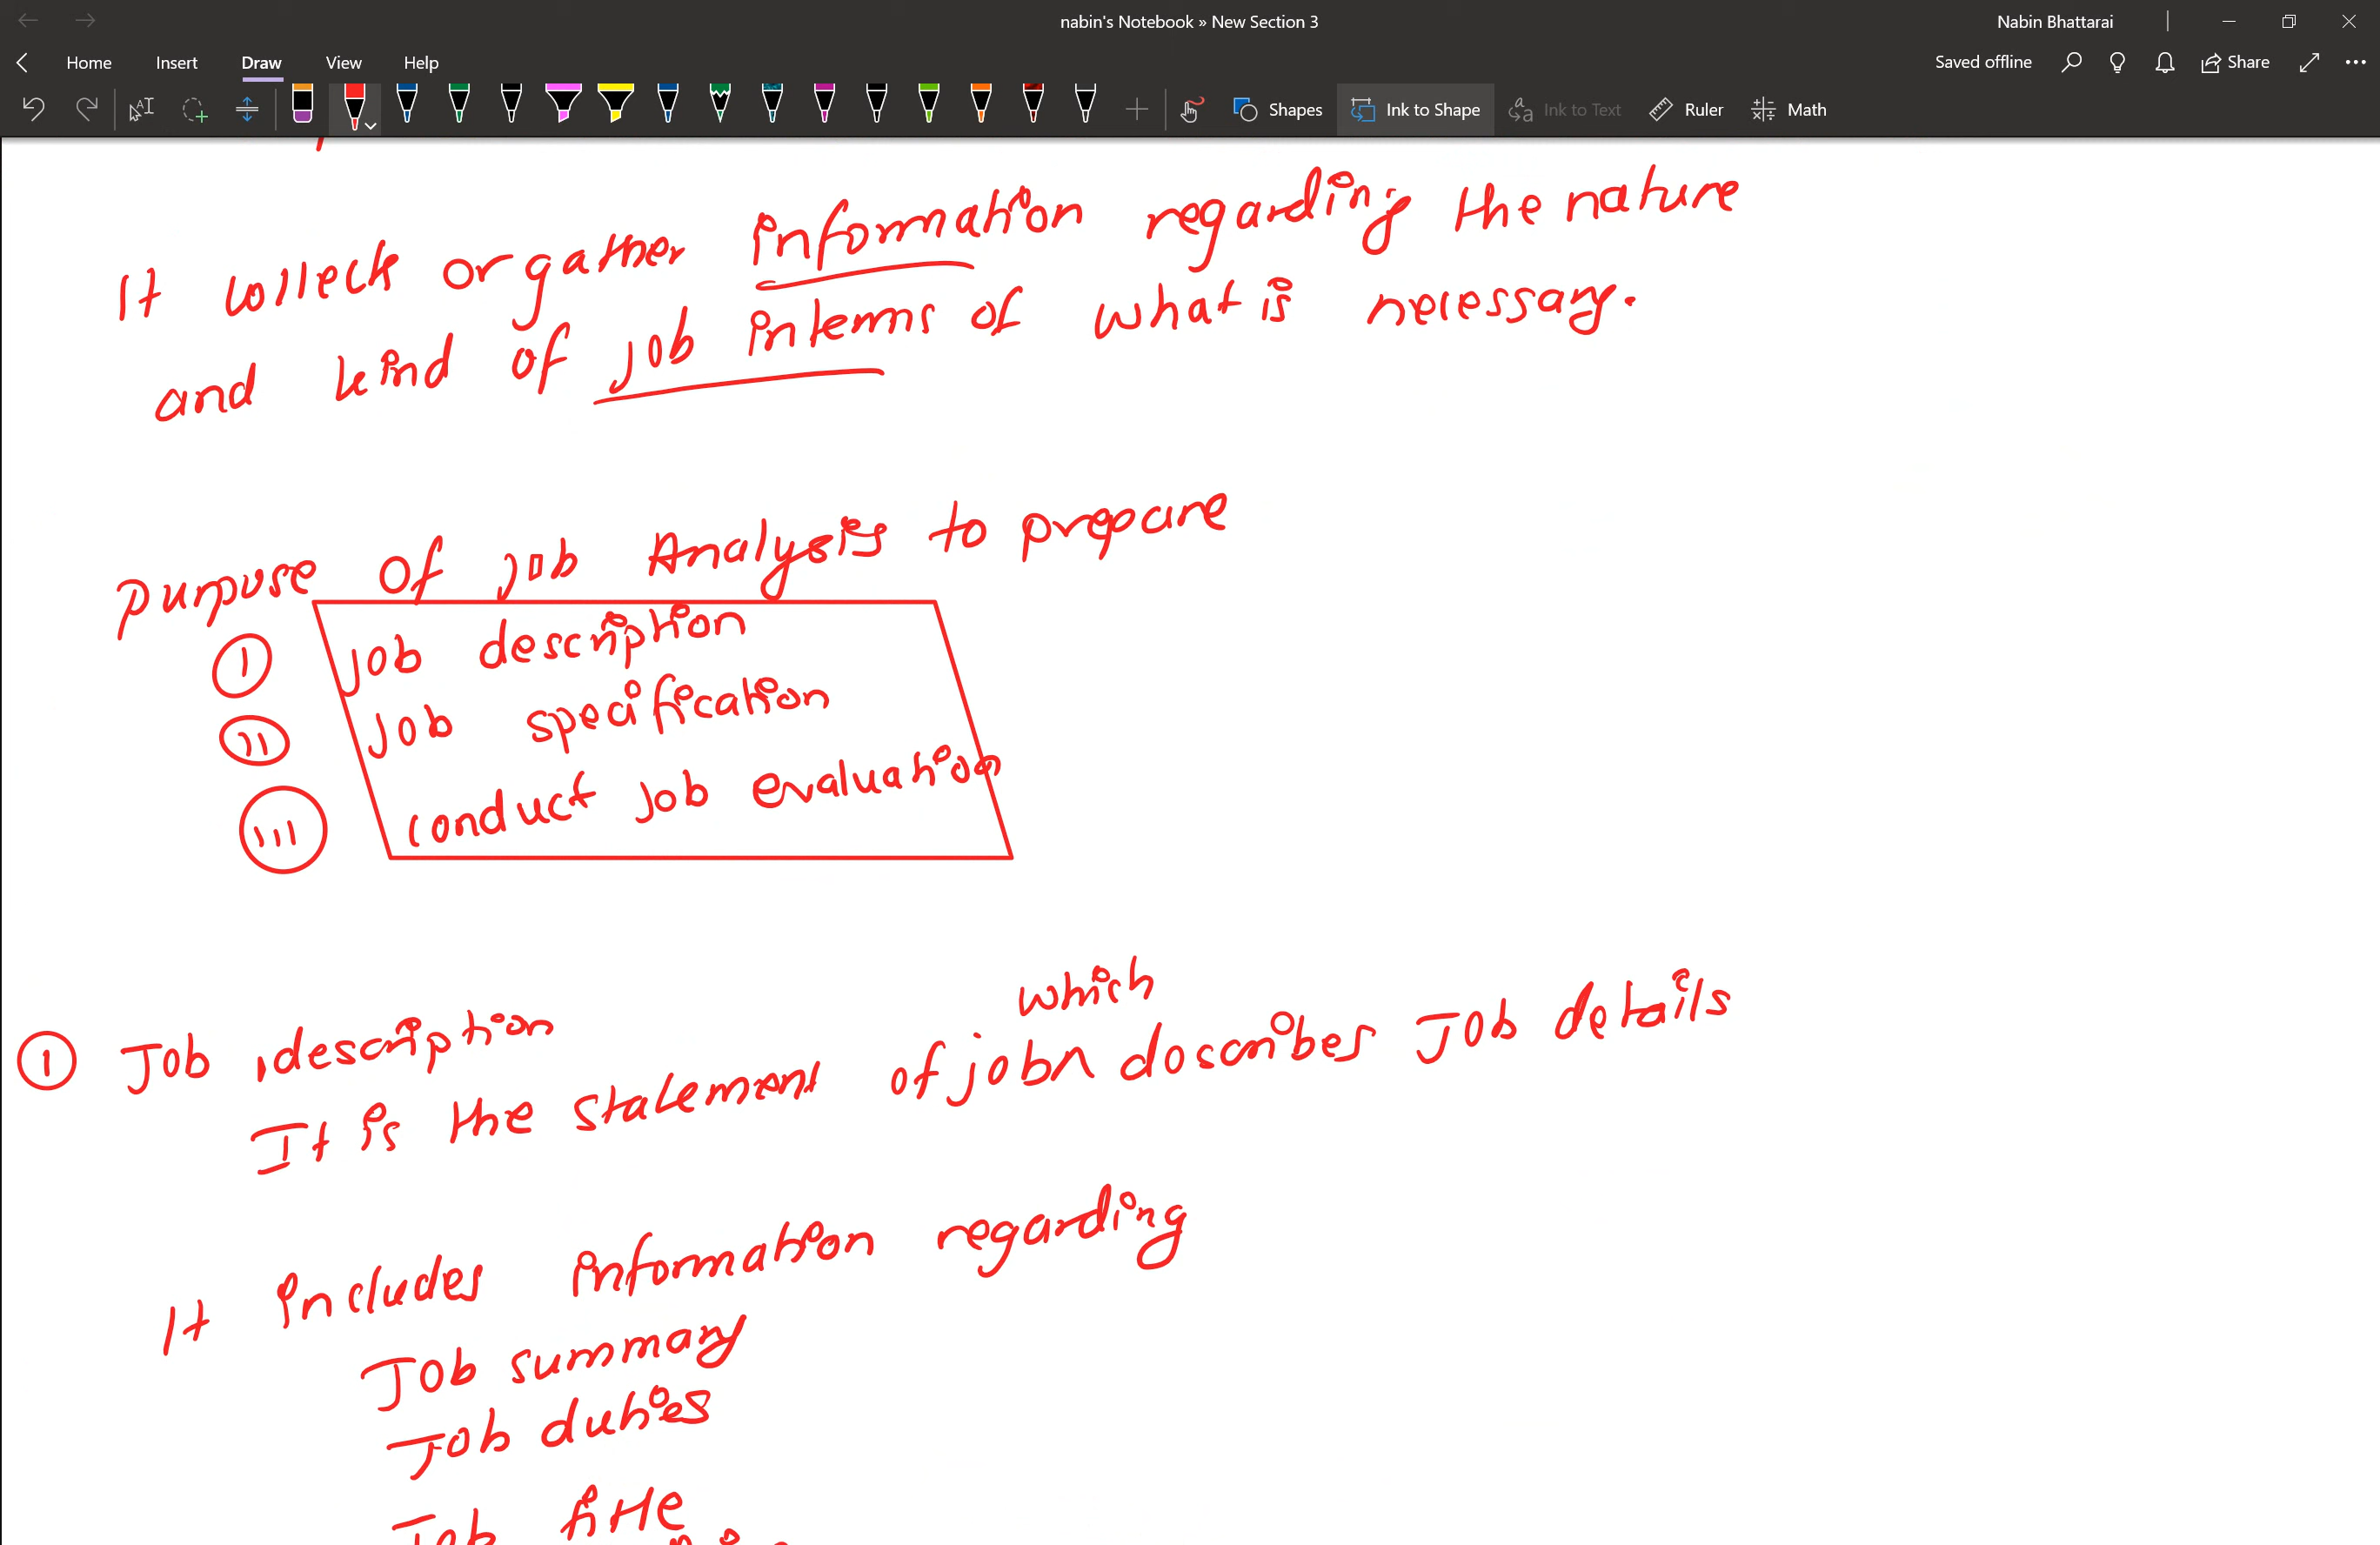 nabin's Notebook » New Section 3
Nabin Bhattarai
Home Insert Draw View Help
Saved offline Share
Shapes Ink to Shape Ink to Text Ruler Math
It collects or gather information regarding the nature
and kind of job interms of what is necessary.
purpose of job Analysis to prepare
I job description
II job specification
III conduct job evaluation
which
1 Job description
It is the statement of job describes Job details
It includes information regarding
Job summary
Job duties
Job title